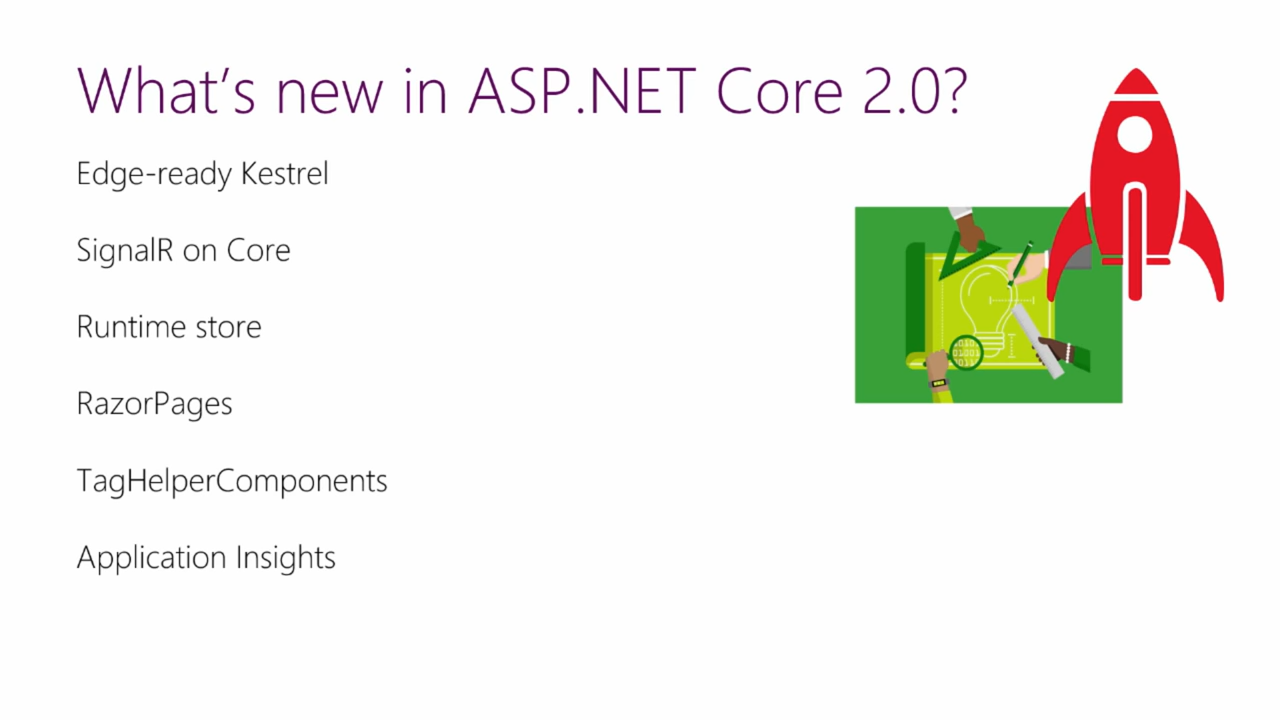 What's new in ASP.NET Core 2.0?
Edge-ready Kestrel
SignalR on Core
Runtime store
RazorPages
TagHelperComponents
Application Insights